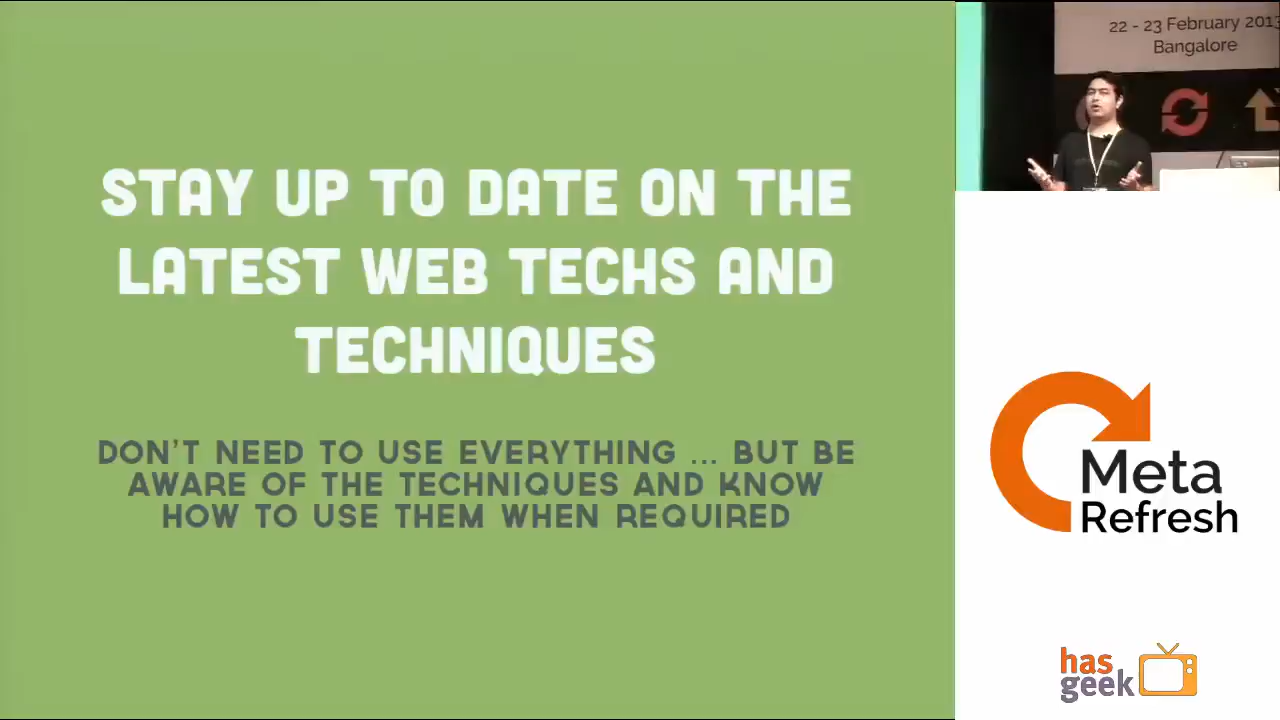 STAY UP TO DATE ON THE
LATEST WEB TECHS AND
TECHNIQUES
DON'T NEED TO USE EVERYTHING ... BUT BE
AWARE OF THE TECHNIQUES AND KNOW
HOW TO USE THEM WHEN REQUIRED
22 - 23 February 2013
Bangalore
Meta
Refresh
has
geek